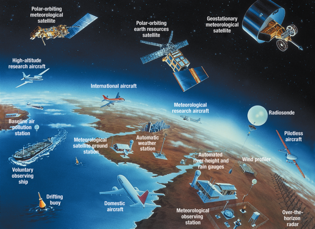 Polar-orbiting
meteorological
satellite
Polar-orbiting
earth resources
satellite
Geostationary meteorological
satellite
High-altitude
research aircraft
International aircraft
Meteorological
research aircraft
Radiosonde
Baseline air
pollution
station
Meteorological
satellite ground
station
Automatic
weather
station
Automated
river-height and
rain gauges
Wind profiler
Pilotless
aircraft
Voluntary
observing
ship
Drifting
buoy
Domestic
aircraft
Meteorological
observing
station
Over-the-
horizon
radar